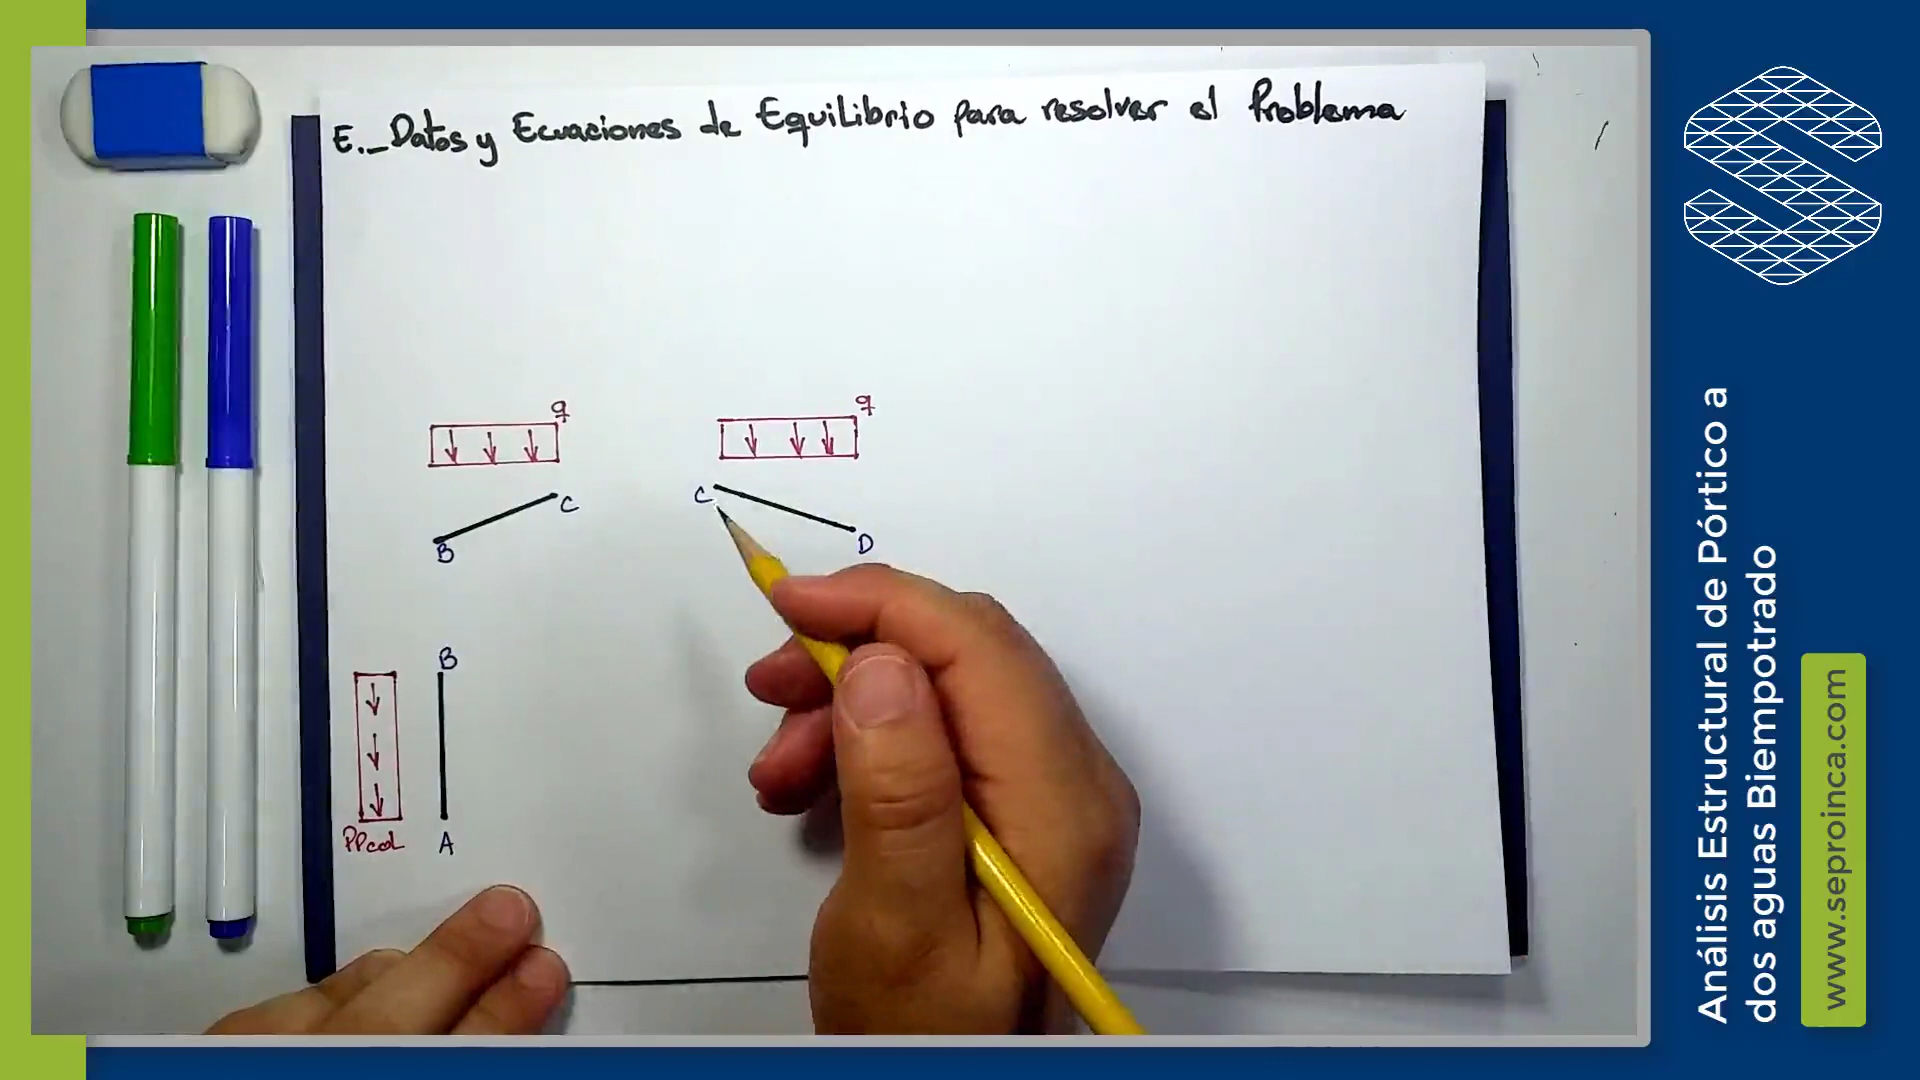 E._Datos y Ecuaciones de Equilibrio para resolver el Problema
q
q
C
B
C
D
B
PPcol
A
Análisis Estructural de Pórtico a
dos aguas Biempotrado
www.seproinca.com